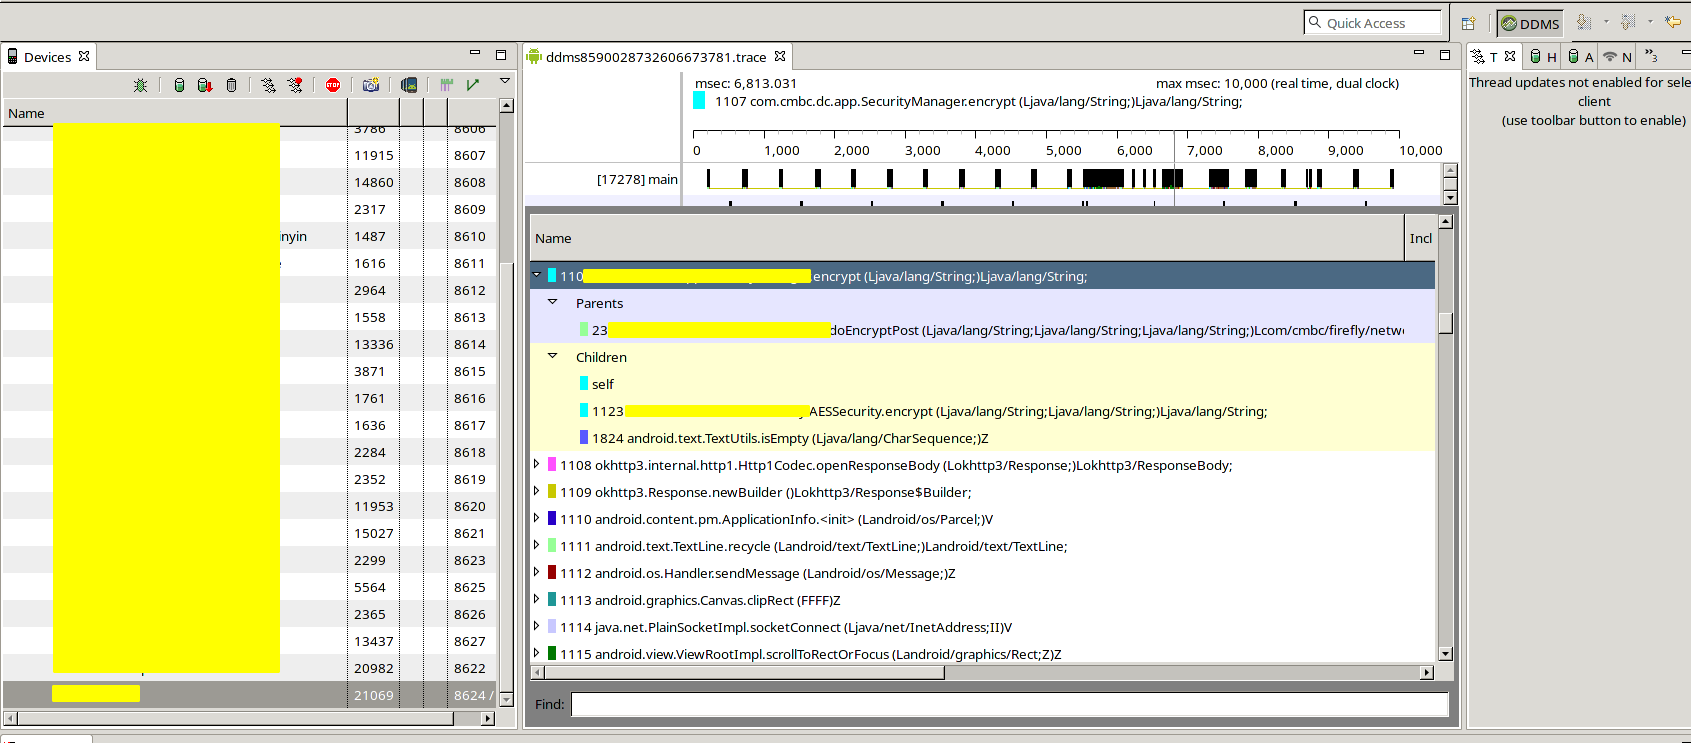 Quick Access
DDMS
Devices
ddms8590028732606673781.trace
T
H
A
N
3
Name
3786 8606
11915 8607
14860 8608
2317 8609
inyin 1487 8610
1616 8611
2964 8612
1558 8613
13336 8614
3871 8615
1761 8616
1636 8617
2284 8618
2352 8619
11953 8620
15027 8621
2299 8623
5564 8625
2365 8626
13437 8627
20982 8622
21069 8624 /
msec: 6,813.031 max msec: 10,000 (real time, dual clock)
1107 com.cmbc.dc.app.SecurityManager.encrypt (Ljava/lang/String;)Ljava/lang/String;
0 1,000 2,000 3,000 4,000 5,000 6,000 7,000 8,000 9,000 10,000
[17278] main
Name Incl
110 encrypt (Ljava/lang/String;)Ljava/lang/String;
Parents
23 doEncryptPost (Ljava/lang/String;Ljava/lang/String;Ljava/lang/String;)Lcom/cmbc/firefly/netw
Children
self
1123 AESSecurity.encrypt (Ljava/lang/String;Ljava/lang/String;)Ljava/lang/String;
1824 android.text.TextUtils.isEmpty (Ljava/lang/CharSequence;)Z
1108 okhttp3.internal.http1.Http1Codec.openResponseBody (Lokhttp3/Response;)Lokhttp3/ResponseBody;
1109 okhttp3.Response.newBuilder ()Lokhttp3/Response$Builder;
1110 android.content.pm.ApplicationInfo.<init> (Landroid/os/Parcel;)V
1111 android.text.TextLine.recycle (Landroid/text/TextLine;)Landroid/text/TextLine;
1112 android.os.Handler.sendMessage (Landroid/os/Message;)Z
1113 android.graphics.Canvas.clipRect (FFFF)Z
1114 java.net.PlainSocketImpl.socketConnect (Ljava/net/InetAddress;II)V
1115 android.view.ViewRootImpl.scrollToRectOrFocus (Landroid/graphics/Rect;Z)Z
Find:
Thread updates not enabled for sele
client
(use toolbar button to enable)